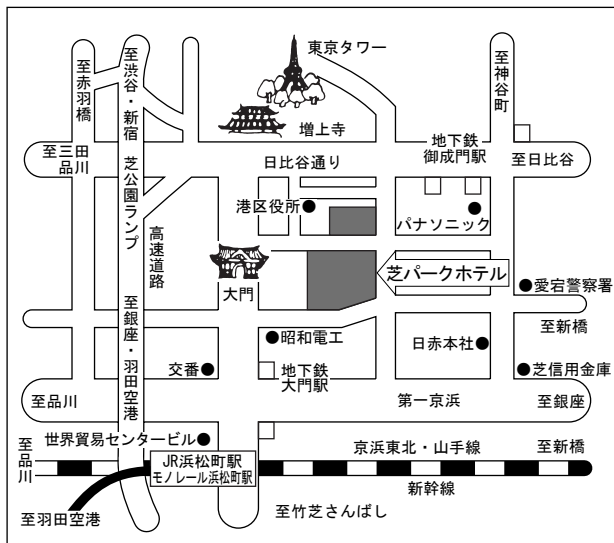 東京タワー
至赤羽橋
至渋谷・新宿
芝公園ランプ
至神谷町
増上寺
地下鉄
御成門駅
至三田
品川
日比谷通り
至日比谷
港区役所
パナソニック
高速道路
芝パークホテル
大門
愛宕警察署
至銀座・羽田空港
至新橋
昭和電工
日赤本社
交番
地下鉄
大門駅
芝信用金庫
至品川
第一京浜
至銀座
世界貿易センタービル
至品川
JR浜松町駅
モノレール浜松町駅
京浜東北・山手線
至新橋
新幹線
至羽田空港
至竹芝さんばし